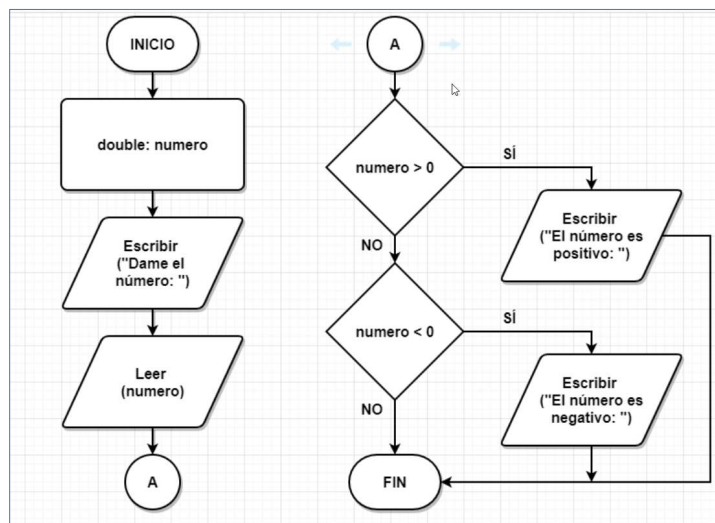 INICIO
double: numero
Escribir
("Dame el
número: ")
Leer
(numero)
A
A
numero > 0
SÍ
Escribir
("El número es
positivo: ")
NO
numero < 0
SÍ
Escribir
("El número es
negativo: ")
NO
FIN